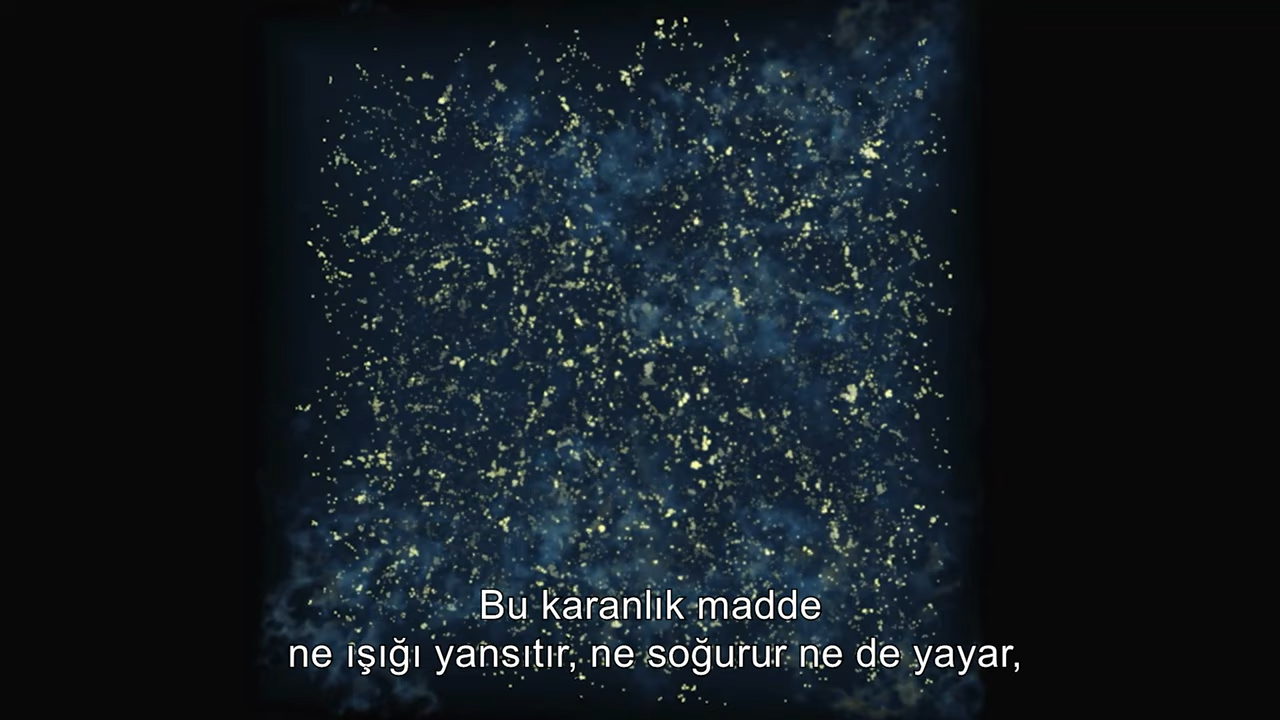 Bu karanlık madde
ne ışığı yansıtır, ne soğurur ne de yayar,